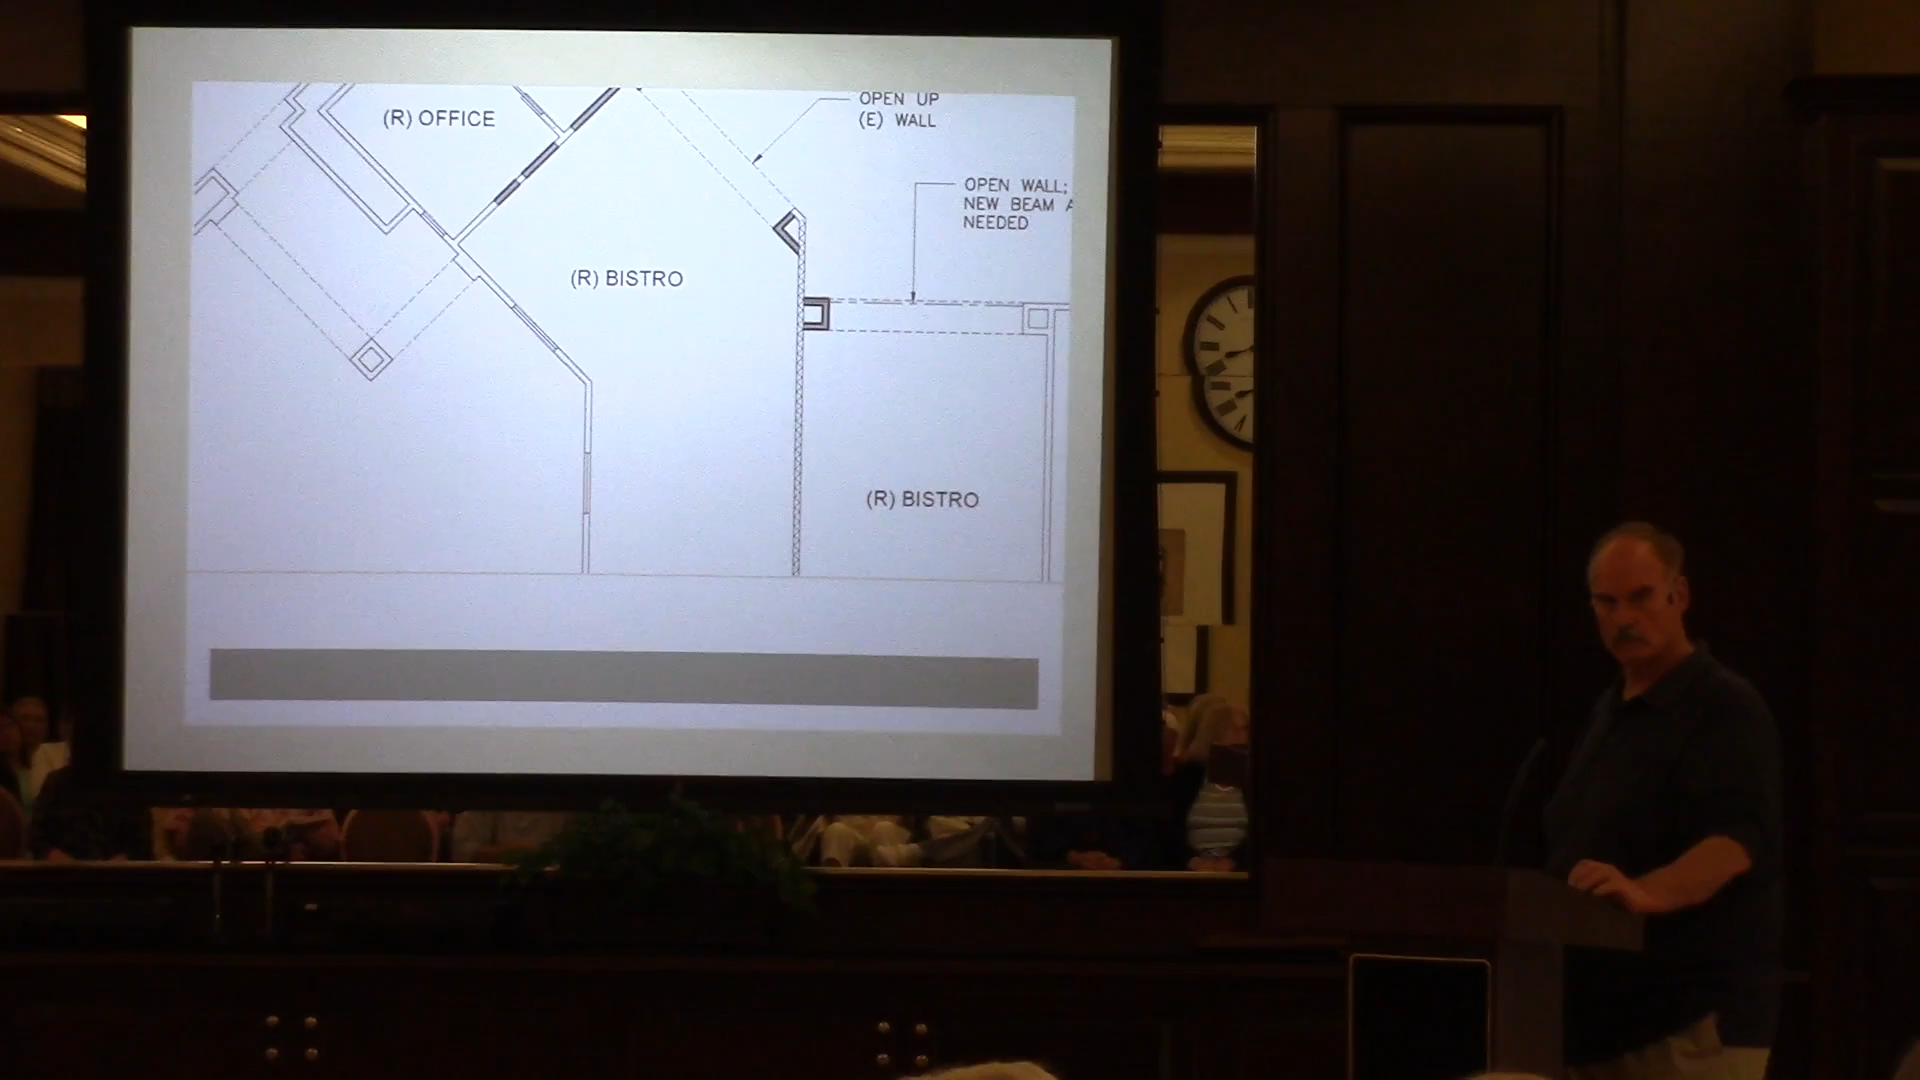 (R) OFFICE
OPEN UP
(E) WALL
OPEN WALL;
NEW BEAM
NEEDED
(R) BISTRO
(R) BISTRO